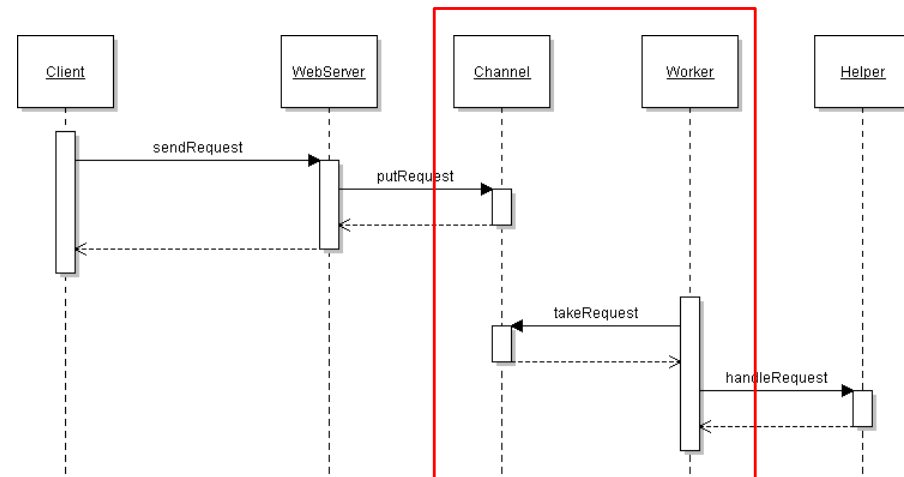 Client
WebServer
Channel
Worker
Helper
sendRequest
putRequest
takeRequest
handleRequest